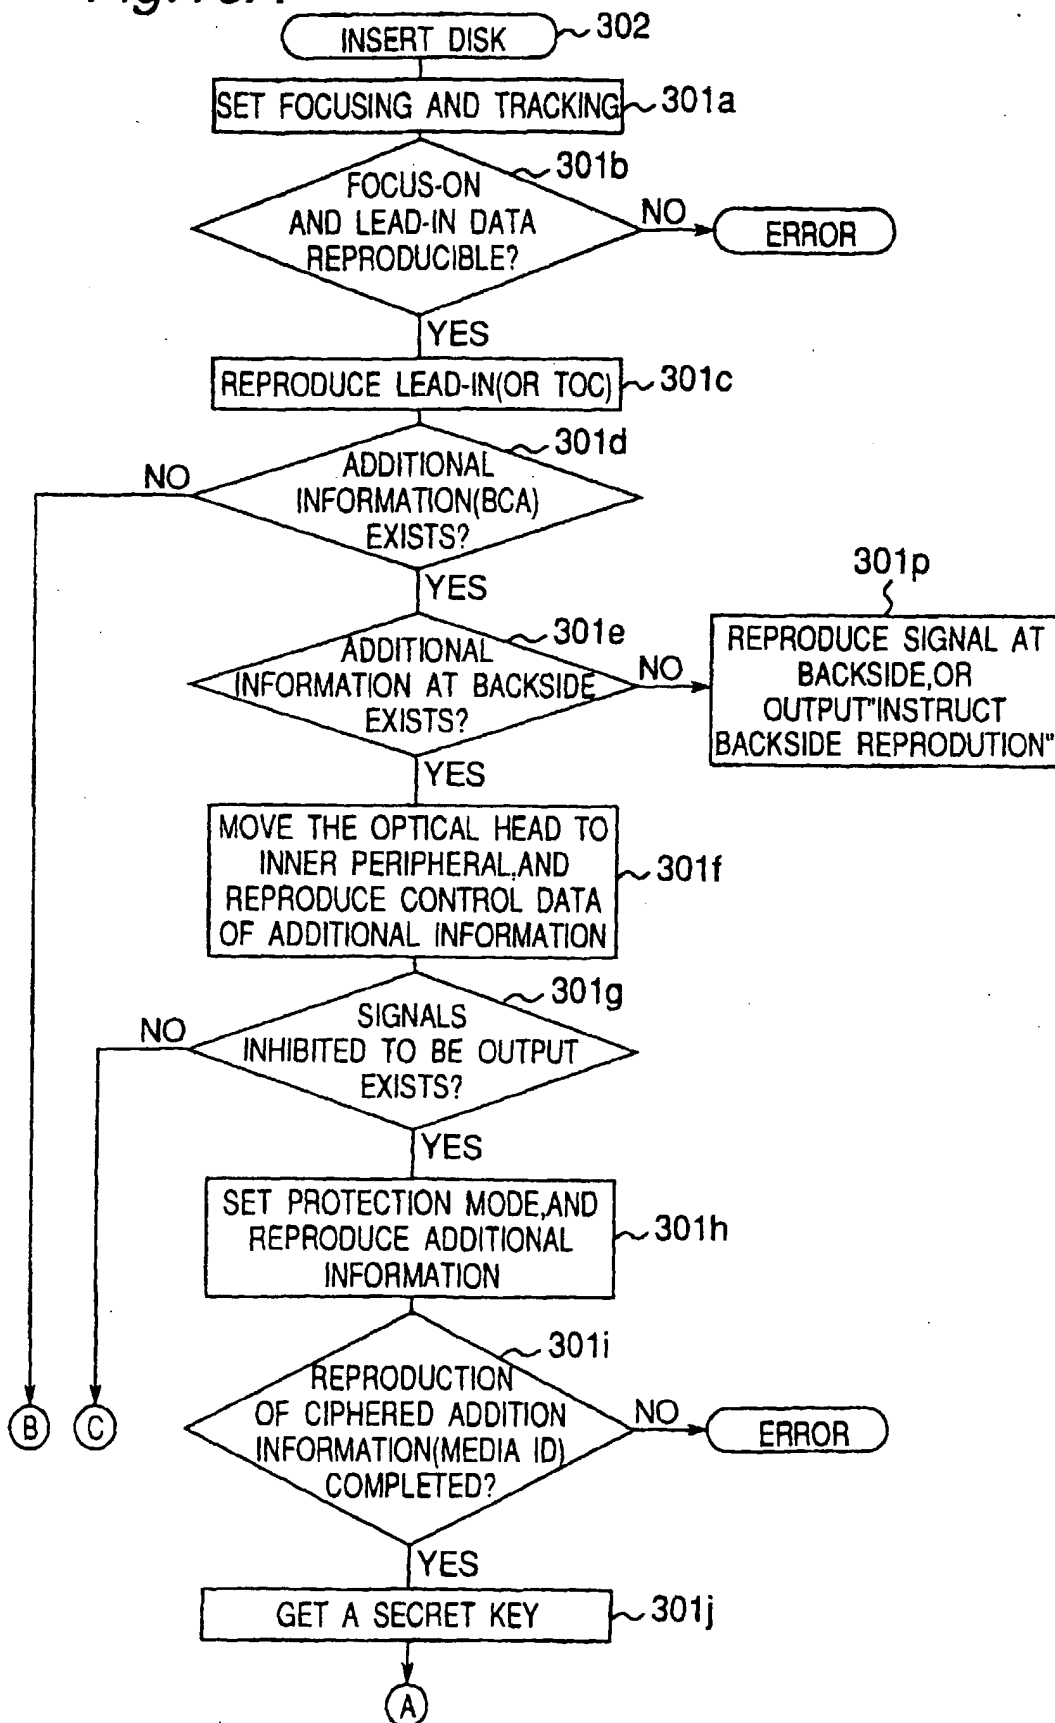 INSERT DISK
302
SET FOCUSING AND TRACKING
301a
301b
FOCUS-ON
AND LEAD-IN DATA
REPRODUCIBLE?
NO
ERROR
YES
REPRODUCE LEAD-IN(OR TOC)
301c
301d
NO
ADDITIONAL
INFORMATION(BCA)
EXISTS?
YES
301e
ADDITIONAL
INFORMATION AT BACKSIDE
EXISTS?
NO
301p
REPRODUCE SIGNAL AT
BACKSIDE,OR
OUTPUT"INSTRUCT
BACKSIDE REPRODUTION"
YES
MOVE THE OPTICAL HEAD TO
INNER PERIPHERAL,AND
REPRODUCE CONTROL DATA
OF ADDITIONAL INFORMATION
301f
301g
NO
SIGNALS
INHIBITED TO BE OUTPUT
EXISTS?
YES
SET PROTECTION MODE,AND
REPRODUCE ADDITIONAL
INFORMATION
301h
301i
REPRODUCTION
OF CIPHERED ADDITION
INFORMATION(MEDIA ID)
COMPLETED?
NO
ERROR
B
C
YES
GET A SECRET KEY
301j
A